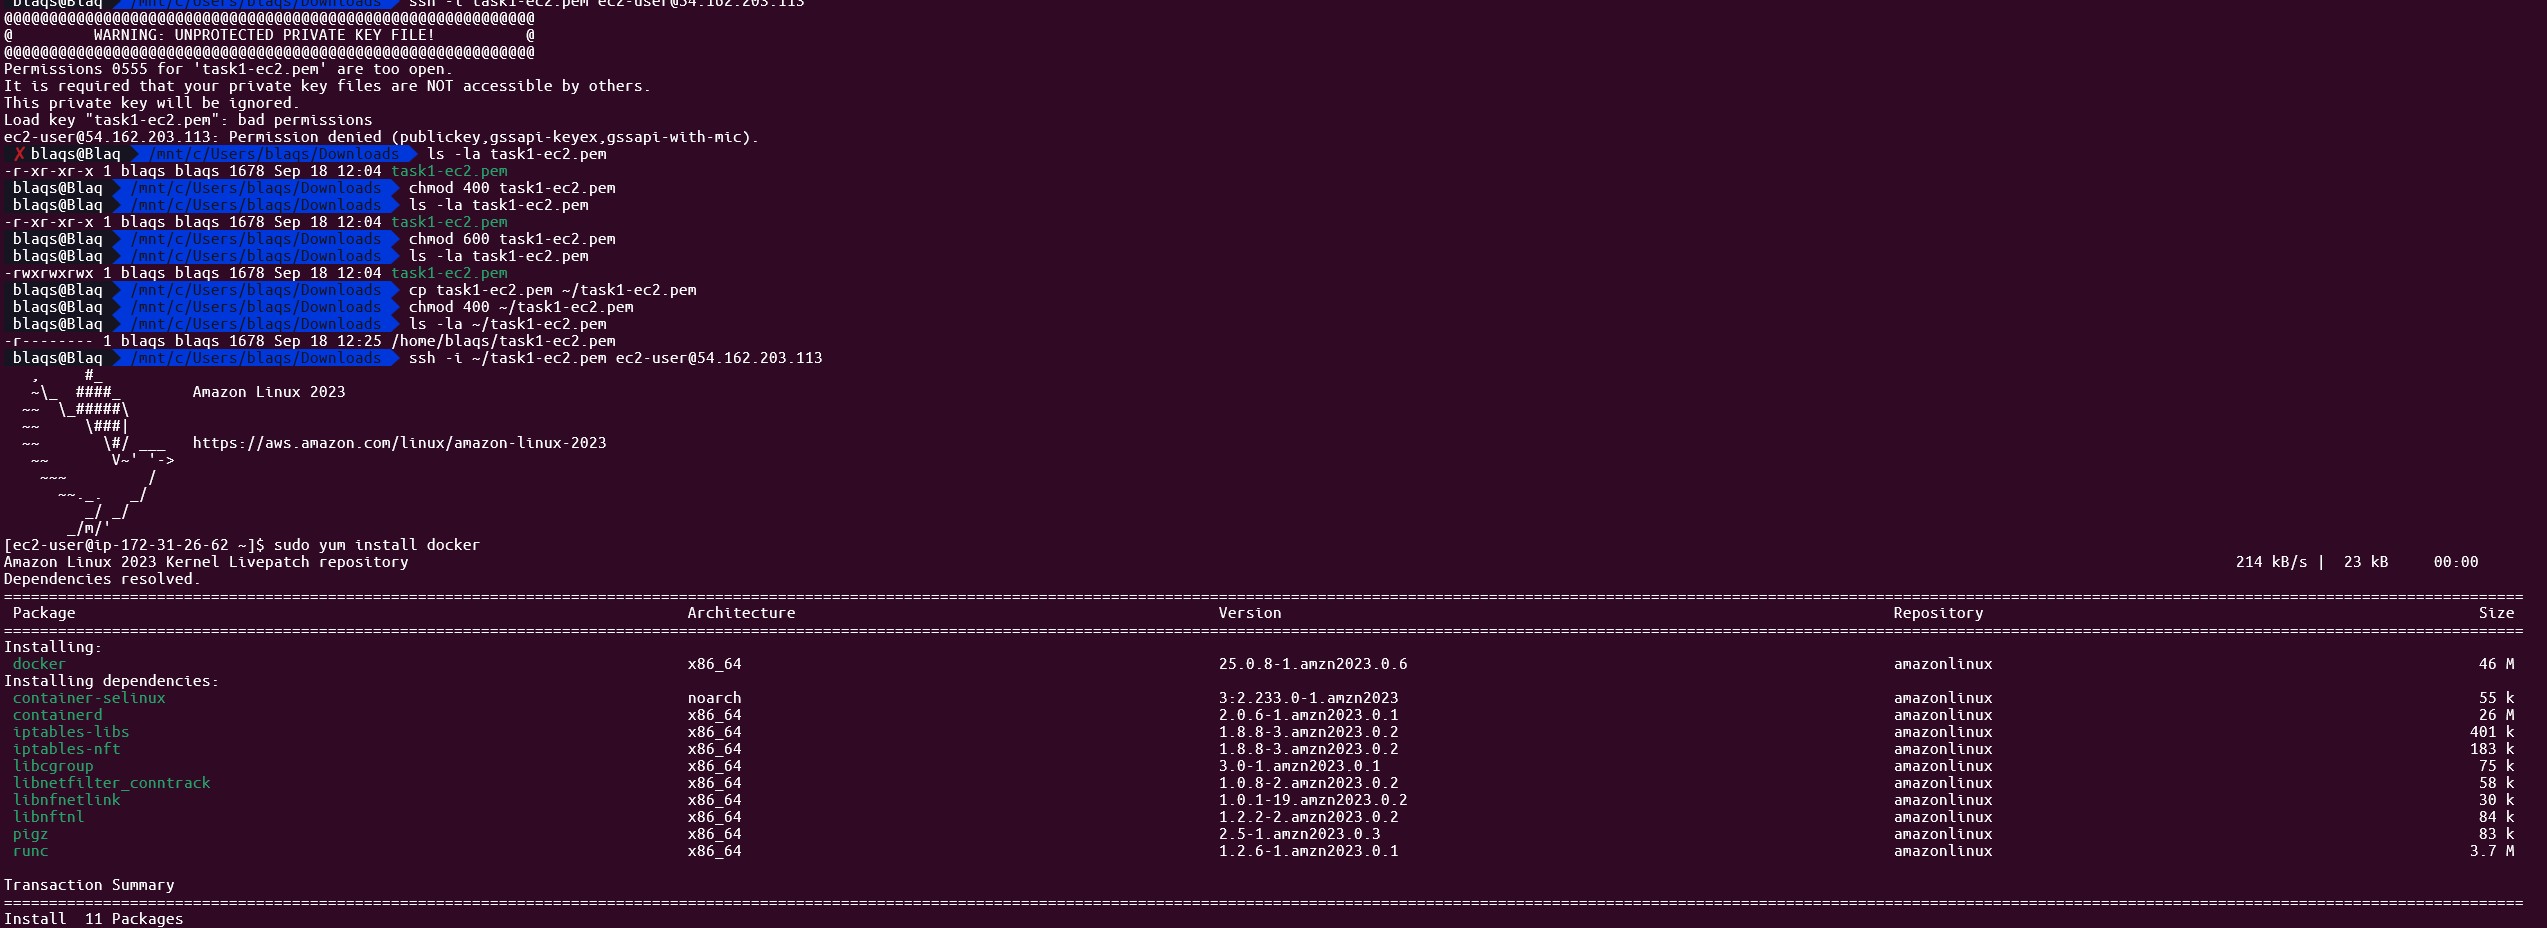 blaqs@Blaq /mnt/c/Users/blaqs/Downloads ssh -i task1-ec2.pem ec2-user@54.162.203.113
@@@@@@@@@@@@@@@@@@@@@@@@@@@@@@@@@@@@@@@@@@@@@@@@@@@@@@@@@@@
@         WARNING: UNPROTECTED PRIVATE KEY FILE!          @
@@@@@@@@@@@@@@@@@@@@@@@@@@@@@@@@@@@@@@@@@@@@@@@@@@@@@@@@@@@
Permissions 0555 for 'task1-ec2.pem' are too open.
It is required that your private key files are NOT accessible by others.
This private key will be ignored.
Load key "task1-ec2.pem": bad permissions
ec2-user@54.162.203.113: Permission denied (publickey,gssapi-keyex,gssapi-with-mic).
✗ blaqs@Blaq /mnt/c/Users/blaqs/Downloads ls -la task1-ec2.pem
-r-xr-xr-x 1 blaqs blaqs 1678 Sep 18 12:04 task1-ec2.pem
blaqs@Blaq /mnt/c/Users/blaqs/Downloads chmod 400 task1-ec2.pem
blaqs@Blaq /mnt/c/Users/blaqs/Downloads ls -la task1-ec2.pem
-r-xr-xr-x 1 blaqs blaqs 1678 Sep 18 12:04 task1-ec2.pem
blaqs@Blaq /mnt/c/Users/blaqs/Downloads chmod 600 task1-ec2.pem
blaqs@Blaq /mnt/c/Users/blaqs/Downloads ls -la task1-ec2.pem
-rwxrwxrwx 1 blaqs blaqs 1678 Sep 18 12:04 task1-ec2.pem
blaqs@Blaq /mnt/c/Users/blaqs/Downloads cp task1-ec2.pem ~/task1-ec2.pem
blaqs@Blaq /mnt/c/Users/blaqs/Downloads chmod 400 ~/task1-ec2.pem
blaqs@Blaq /mnt/c/Users/blaqs/Downloads ls -la ~/task1-ec2.pem
-r-------- 1 blaqs blaqs 1678 Sep 18 12:25 /home/blaqs/task1-ec2.pem
blaqs@Blaq /mnt/c/Users/blaqs/Downloads ssh -i ~/task1-ec2.pem ec2-user@54.162.203.113
   ,     #_
   ~\_  ####_        Amazon Linux 2023
  ~~  \_#####\
  ~~     \###|
  ~~       \#/ ___   https://aws.amazon.com/linux/amazon-linux-2023
   ~~       V~' '->
    ~~~         /
      ~~._.   _/
         _/ _/
       _/m/'
[ec2-user@ip-172-31-26-62 ~]$ sudo yum install docker
Amazon Linux 2023 Kernel Livepatch repository 214 kB/s | 23 kB 00:00
Dependencies resolved.
Package Architecture Version Repository Size
Installing:
docker x86_64 25.0.8-1.amzn2023.0.6 amazonlinux 46 M
Installing dependencies:
container-selinux noarch 3:2.233.0-1.amzn2023 amazonlinux 55 k
containerd x86_64 2.0.6-1.amzn2023.0.1 amazonlinux 26 M
iptables-libs x86_64 1.8.8-3.amzn2023.0.2 amazonlinux 401 k
iptables-nft x86_64 1.8.8-3.amzn2023.0.2 amazonlinux 183 k
libcgroup x86_64 3.0-1.amzn2023.0.1 amazonlinux 75 k
libnetfilter_conntrack x86_64 1.0.8-2.amzn2023.0.2 amazonlinux 58 k
libnfnetlink x86_64 1.0.1-19.amzn2023.0.2 amazonlinux 30 k
libnftnl x86_64 1.2.2-2.amzn2023.0.2 amazonlinux 84 k
pigz x86_64 2.5-1.amzn2023.0.3 amazonlinux 83 k
runc x86_64 1.2.6-1.amzn2023.0.1 amazonlinux 3.7 M
Transaction Summary
Install  11 Packages